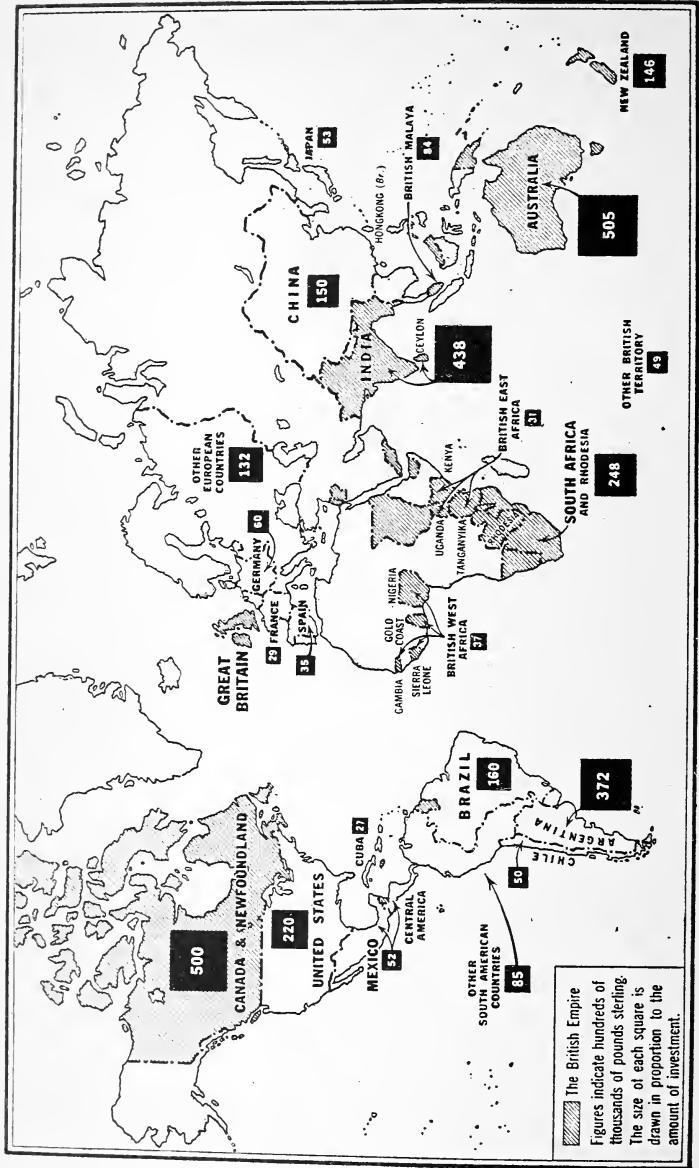 CANADA & NEWFOUNDLAND
500
UNITED STATES
220
MEXICO
52
CENTRAL
AMERICA
CUBA 27
OTHER
SOUTH AMERICAN
COUNTRIES
85
BRAZIL
160
CHILE
50
ARGENTINA
372
GREAT
BRITAIN
29 FRANCE
GERMANY
60
SPAIN
35
OTHER
EUROPEAN
COUNTRIES
132
GAMBIA
SIERRA
LEONE
GOLD
COAST
NIGERIA
BRITISH WEST
AFRICA
37
UGANDA
KENYA
TANGANYIKA
RHODESIA
BRITISH EAST
AFRICA
31
SOUTH AFRICA
AND RHODESIA
248
INDIA
CEYLON
438
CHINA
150
JAPAN
53
HONGKONG (Br.)
BRITISH MALAYA
84
AUSTRALIA
505
NEW ZEALAND
146
OTHER BRITISH
TERRITORY
49
The British Empire
Figures indicate hundreds of
thousands of pounds sterling.
The size of each square is
drawn in proportion to the
amount of investment.